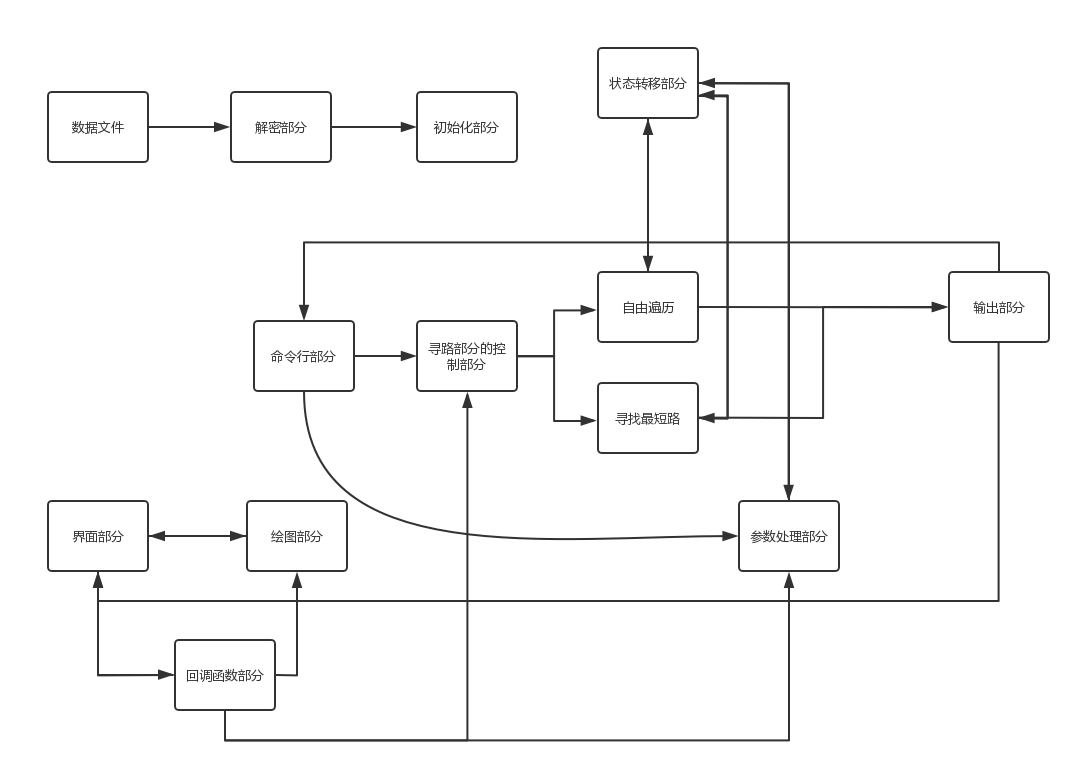 状态转移部分
数据文件
解密部分
初始化部分
自由遍历
输出部分
命令行部分
寻路部分的控
制部分
寻找最短路
界面部分
绘图部分
参数处理部分
回调函数部分